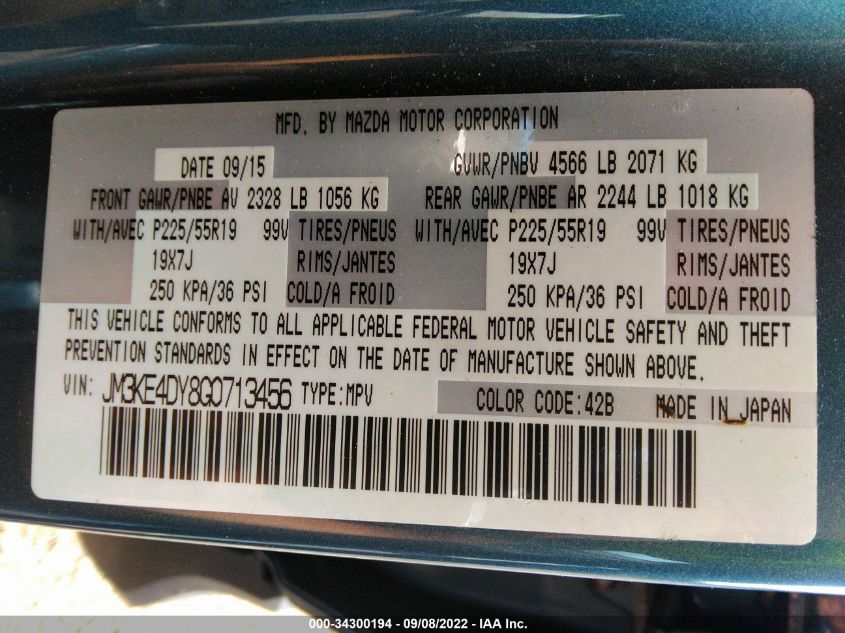 MFD. BY MAZDA MOTOR CORPORATION
DATE 09/15 GVWR/PNBV 4566 LB 2071 KG
FRONT GAWR/PNBE AV 2328 LB 1056 KG REAR GAWR/PNBE AR 2244 LB 1018 KG
WITH/AVEC P225/55R19 99V TIRES/PNEUS WITH/AVEC P225/55R19 99V TIRES/PNEUS
19X7J RIMS/JANTES 19X7J RIMS/JANTES
250 KPA/36 PSI COLD/A FROID 250 KPA/36 PSI COLD/A FROID
THIS VEHICLE CONFORMS TO ALL APPLICABLE FEDERAL MOTOR VEHICLE SAFETY AND THEFT
PREVENTION STANDARDS IN EFFECT ON THE DATE OF MANUFACTURE SHOWN ABOVE.
VIN: JM3KE4DY8G0713456 TYPE:MPV COLOR CODE:42B MADE IN JAPAN
000-34300194 - 09/08/2022 - IAA Inc.